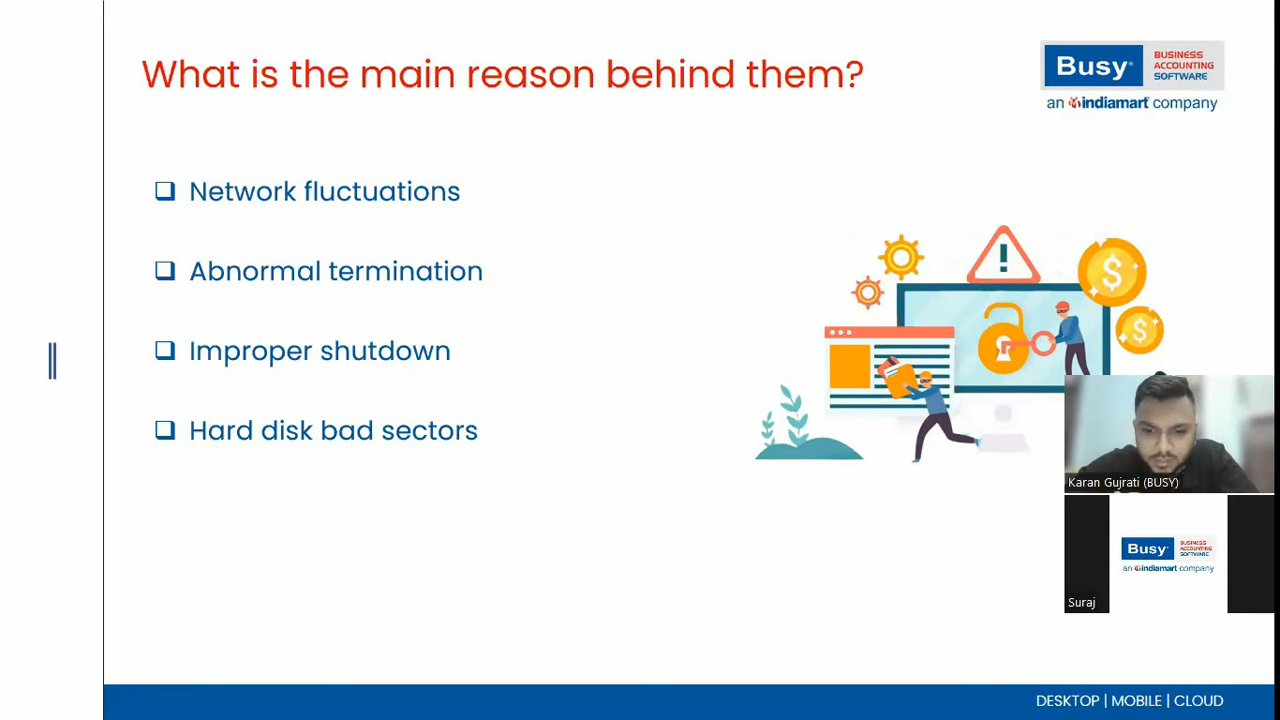 What is the main reason behind them?
Busy
BUSINESS
ACCOUNTING
SOFTWARE
an indiamart company
Network fluctuations
Abnormal termination
Improper shutdown
Hard disk bad sectors
Karan Gujrati (BUSY)
Busy
BUSINESS
ACCOUNTING
SOFTWARE
an indiamart company
Suraj
DESKTOP | MOBILE | CLOUD